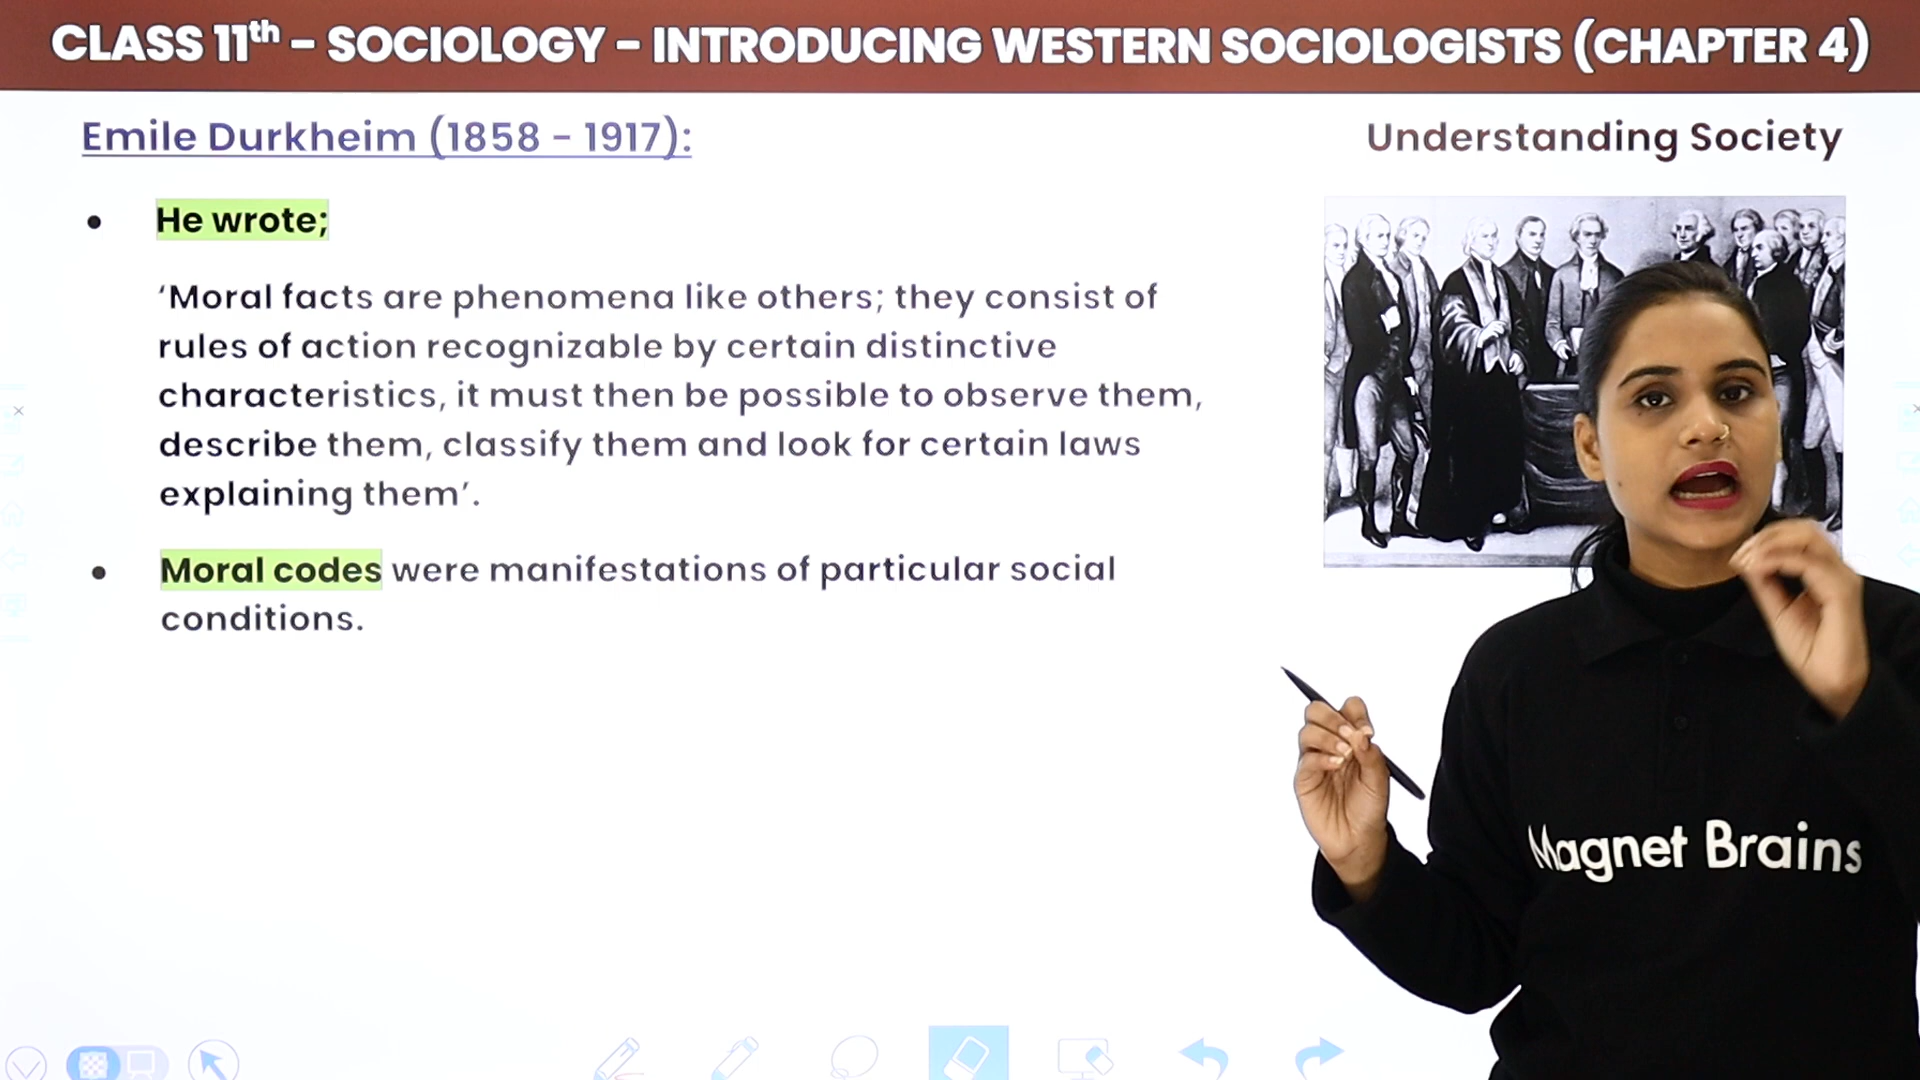 CLASS 11th – SOCIOLOGY – INTRODUCING WESTERN SOCIOLOGISTS (CHAPTER 4)
Emile Durkheim (1858 – 1917):
Understanding Society
• He wrote;
‘Moral facts are phenomena like others; they consist of
rules of action recognizable by certain distinctive
characteristics, it must then be possible to observe them,
describe them, classify them and look for certain laws
explaining them’.
• Moral codes were manifestations of particular social
conditions.
Magnet Brains